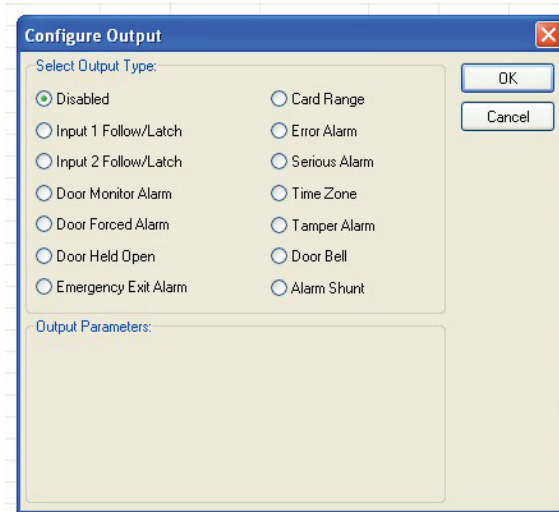 Configure Output
Select Output Type:
Disabled
Input 1 Follow/Latch
Input 2 Follow/Latch
Door Monitor Alarm
Door Forced Alarm
Door Held Open
Emergency Exit Alarm
Card Range
Error Alarm
Serious Alarm
Time Zone
Tamper Alarm
Door Bell
Alarm Shunt
OK
Cancel
Output Parameters: